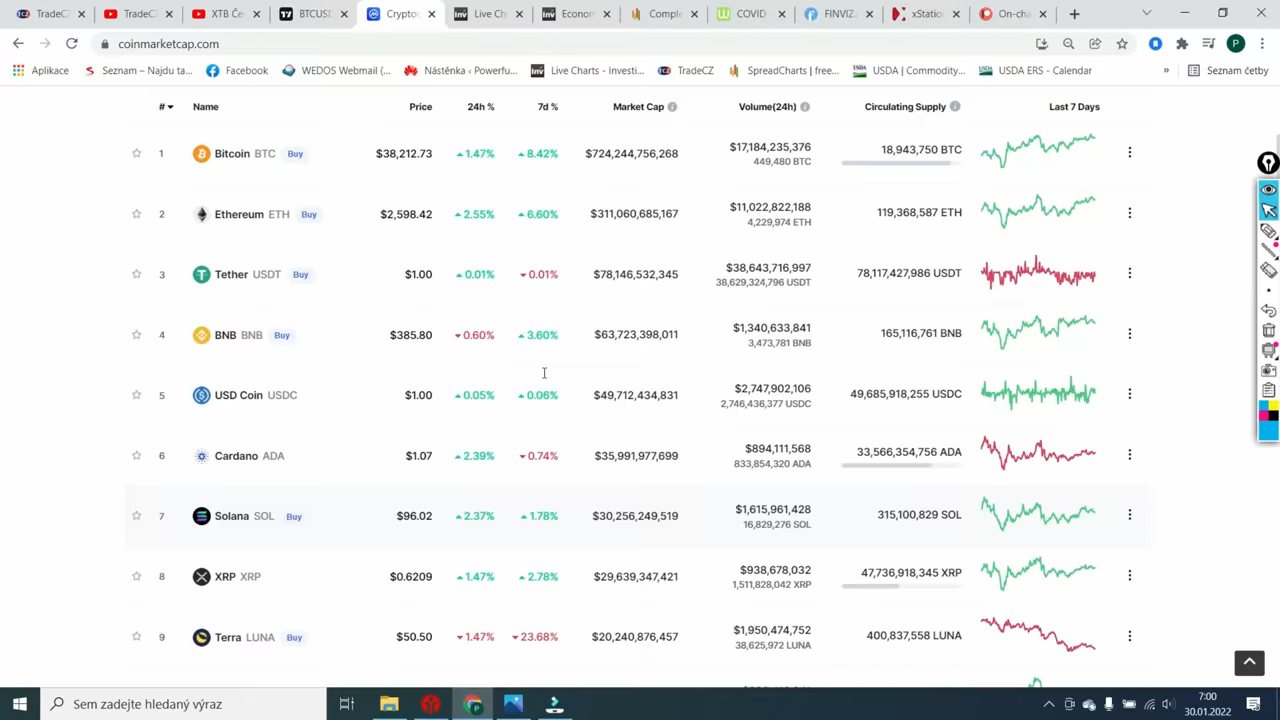 TradeC
TradeC
XTB Če
BTCUSD
Crypto
Live Ch
Econom
Comple
COVID
FINVIZ
xStation
On-cha
coinmarketcap.com
Aplikace
Seznam – Najdu ta...
Facebook
WEDOS Webmail (...
Nástěnka ‹ Powerfu...
Live Charts - Investi...
TradeCZ
SpreadCharts | free...
USDA | Commodity...
USDA ERS - Calendar
»
Seznam četby
# Name Price 24h % 7d % Market Cap Volume(24h) Circulating Supply Last 7 Days
1 Bitcoin BTC Buy $38,212.73 1.47% 8.42% $724,244,756,268 $17,184,235,376 18,943,750 BTC
449,480 BTC
2 Ethereum ETH Buy $2,598.42 2.55% 6.60% $311,060,685,167 $11,022,822,188 119,368,587 ETH
4,229,974 ETH
3 Tether USDT Buy $1.00 0.01% 0.01% $78,146,532,345 $38,643,716,997 78,117,427,986 USDT
38,629,324,796 USDT
4 BNB BNB Buy $385.80 0.60% 3.60% $63,723,398,011 $1,340,633,841 165,116,761 BNB
3,473,781 BNB
5 USD Coin USDC $1.00 0.05% 0.06% $49,712,434,831 $2,747,902,106 49,685,918,255 USDC
2,746,436,377 USDC
6 Cardano ADA $1.07 2.39% 0.74% $35,991,977,699 $894,111,568 33,566,354,756 ADA
833,854,320 ADA
7 Solana SOL Buy $96.02 2.37% 1.78% $30,256,249,519 $1,615,961,428 315,100,829 SOL
16,829,276 SOL
8 XRP XRP $0.6209 1.47% 2.78% $29,639,347,421 $938,678,032 47,736,918,345 XRP
1,511,828,042 XRP
9 Terra LUNA Buy $50.50 1.47% 23.68% $20,240,876,457 $1,950,474,752 400,837,558 LUNA
38,625,972 LUNA
Sem zadejte hledaný výraz
7:00
30.01.2022